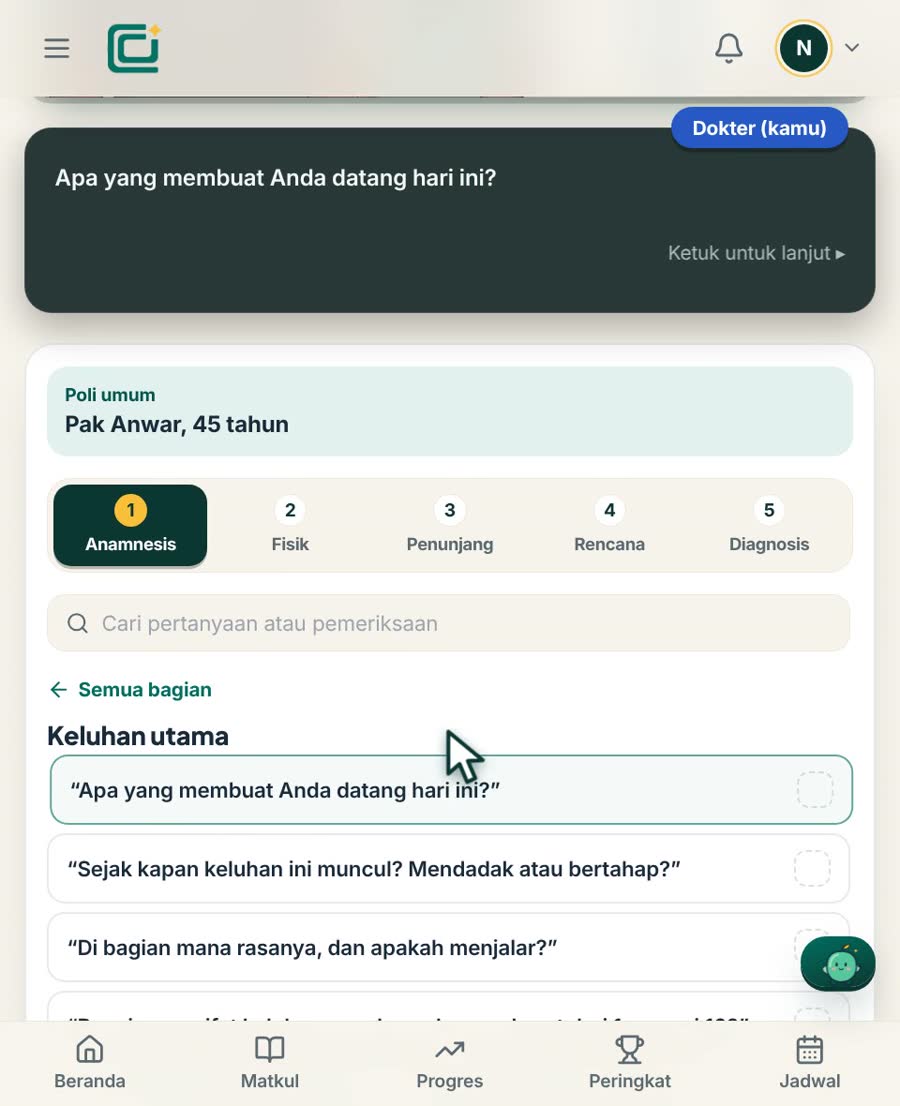 N
Dokter (kamu)
Apa yang membuat Anda datang hari ini?
Ketuk untuk lanjut ▸
Poli umum
Pak Anwar, 45 tahun
1
Anamnesis
2
Fisik
3
Penunjang
4
Rencana
5
Diagnosis
Cari pertanyaan atau pemeriksaan
← Semua bagian
Keluhan utama
“Apa yang membuat Anda datang hari ini?”
“Sejak kapan keluhan ini muncul? Mendadak atau bertahap?”
“Di bagian mana rasanya, dan apakah menjalar?”
Beranda
Matkul
Progres
Peringkat
Jadwal